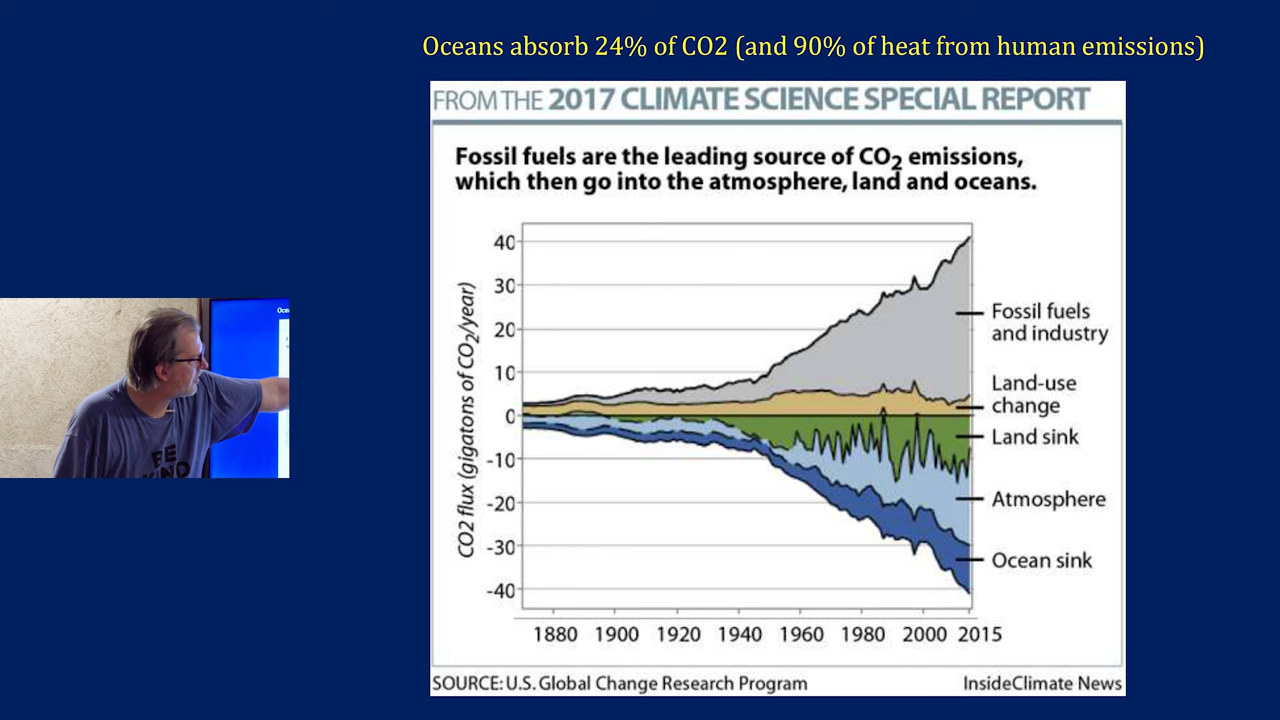 Oceans absorb 24% of CO2 (and 90% of heat from human emissions)
FROM THE 2017 CLIMATE SCIENCE SPECIAL REPORT
Fossil fuels are the leading source of CO₂ emissions,
which then go into the atmosphere, land and oceans.
CO2 flux (gigatons of CO₂/year)
40
30
20
10
0
-10
-20
-30
-40
Fossil fuels
and industry
Land-use
change
Land sink
Atmosphere
Ocean sink
1880 1900 1920 1940 1960 1980 2000 2015
SOURCE: U.S. Global Change Research Program
InsideClimate News
BE
KIND
Ocea